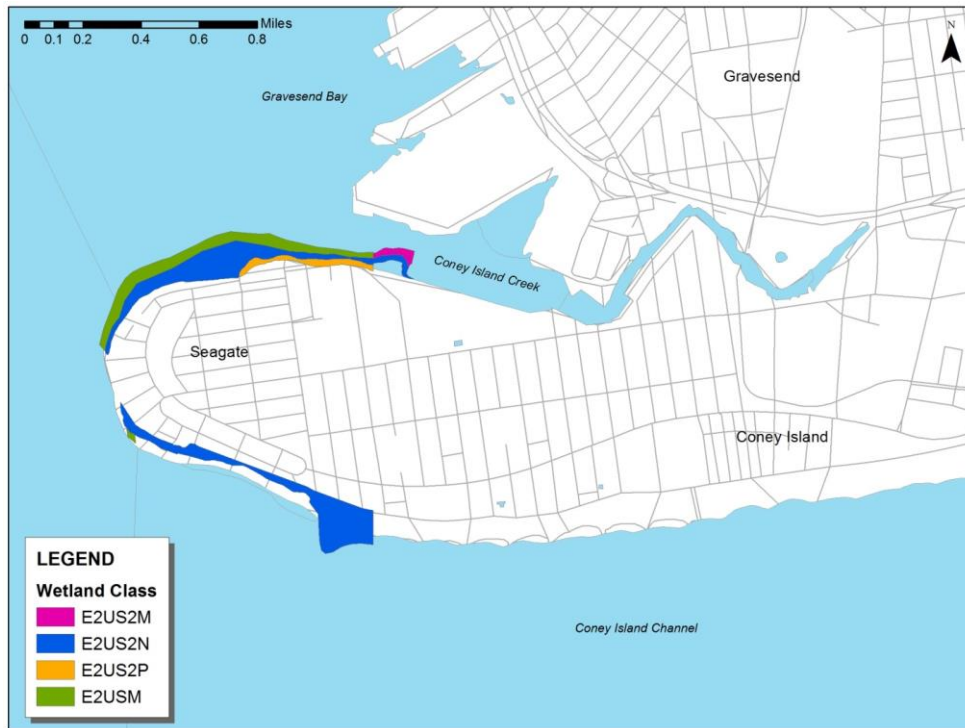 Miles
0 0.1 0.2 0.4 0.6 0.8
N
Gravesend
Gravesend Bay
Coney Island Creek
Seagate
Coney Island
LEGEND
Wetland Class
E2US2M
E2US2N
E2US2P
E2USM
Coney Island Channel